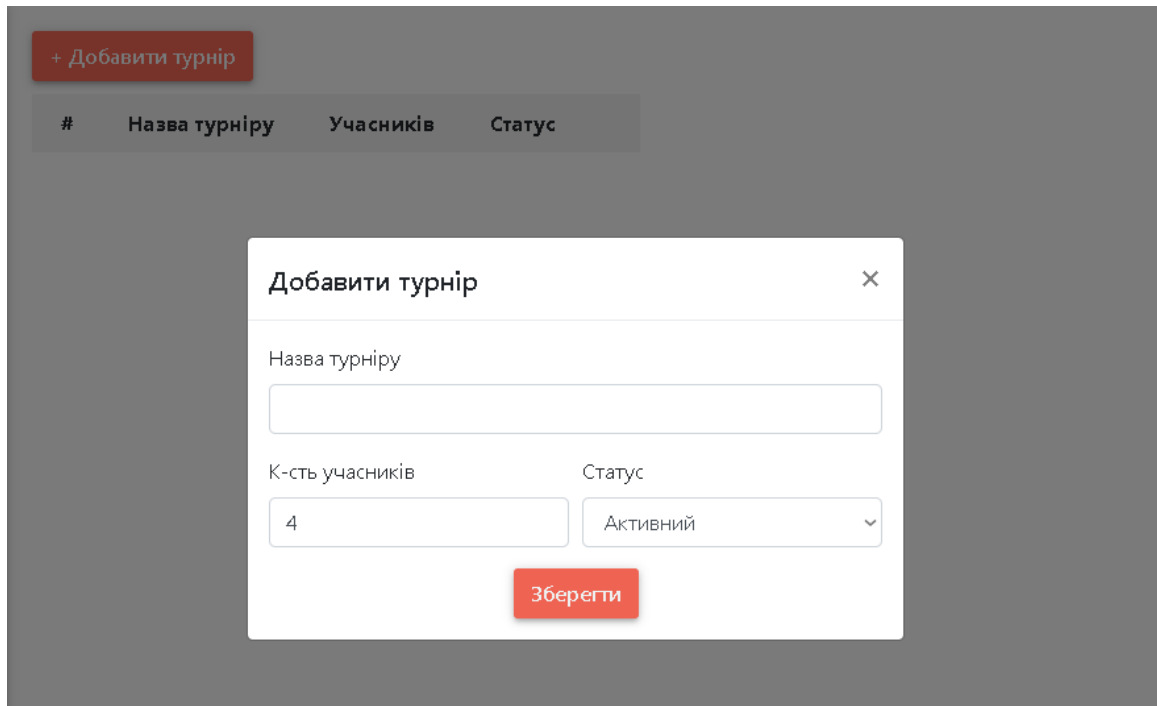 + Добавити турнір
# Назва турніру Учасників Статус
Добавити турнір ×
Назва турніру
К-сть учасників Статус
4 Активний
Зберегти